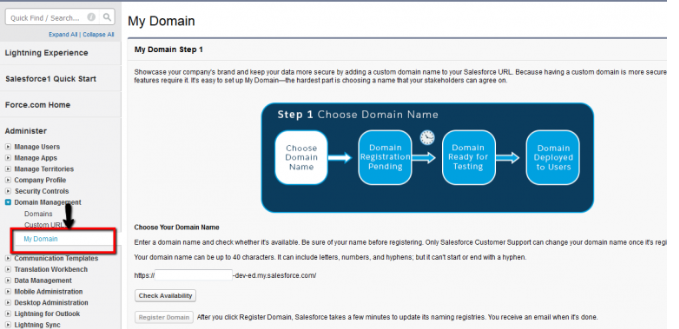 Quick Find / Search...
Expand All | Collapse All
Lightning Experience
Salesforce1 Quick Start
Force.com Home
Administer
Manage Users
Manage Apps
Manage Territories
Company Profile
Security Controls
Domain Management
Domains
Custom URL
My Domain
Communication Templates
Translation Workbench
Data Management
Mobile Administration
Desktop Administration
Lightning for Outlook
Lightning Sync
My Domain
My Domain Step 1
Showcase your company's brand and keep your data more secure by adding a custom domain name to your Salesforce URL. Because having a custom domain is more secure
features require it. It's easy to set up My Domain—the hardest part is choosing a name that your stakeholders can agree on.
Step 1 Choose Domain Name
Choose
Domain
Name
Domain
Registration
Pending
Domain
Ready for
Testing
Domain
Deployed
to Users
Choose Your Domain Name
Enter a domain name and check whether it's available. Be sure of your name before registering. Only Salesforce Customer Support can change your domain name once it's regi
Your domain name can be up to 40 characters. It can include letters, numbers, and hyphens; but it can't start or end with a hyphen.
https:// -dev-ed.my.salesforce.com/
Check Availability
Register Domain After you click Register Domain, Salesforce takes a few minutes to update its naming registries. You receive an email when it's done.